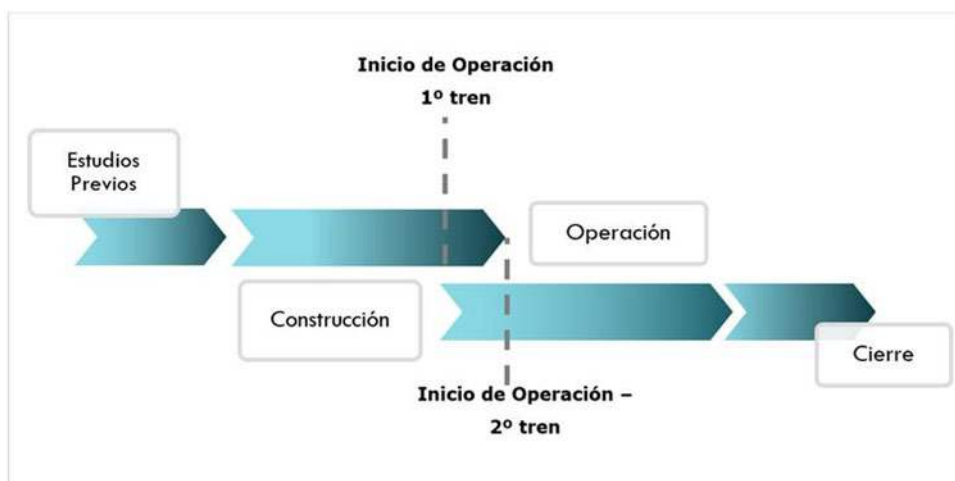 Inicio de Operación
1º tren
Estudios
Previos
Operación
Construcción
Cierre
Inicio de Operación –
2º tren